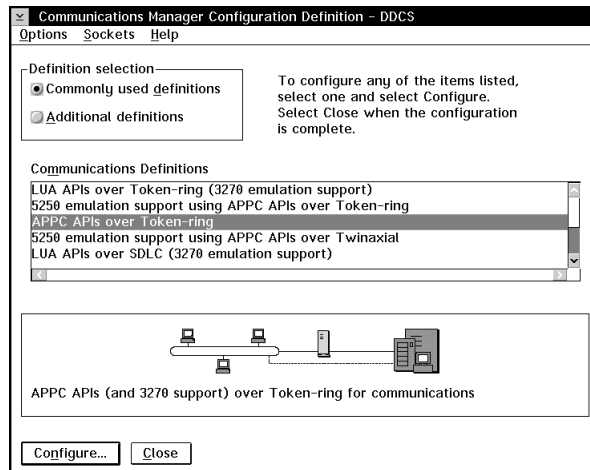 Communications Manager Configuration Definition - DDCS
Options Sockets Help
Definition selection
Commonly used definitions
Additional definitions
To configure any of the items listed,
select one and select Configure.
Select Close when the configuration
is complete.
Communications Definitions
LUA APIs over Token-ring (3270 emulation support)
5250 emulation support using APPC APIs over Token-ring
APPC APIs over Token-ring
5250 emulation support using APPC APIs over Twinaxial
LUA APIs over SDLC (3270 emulation support)
APPC APIs (and 3270 support) over Token-ring for communications
Configure... Close